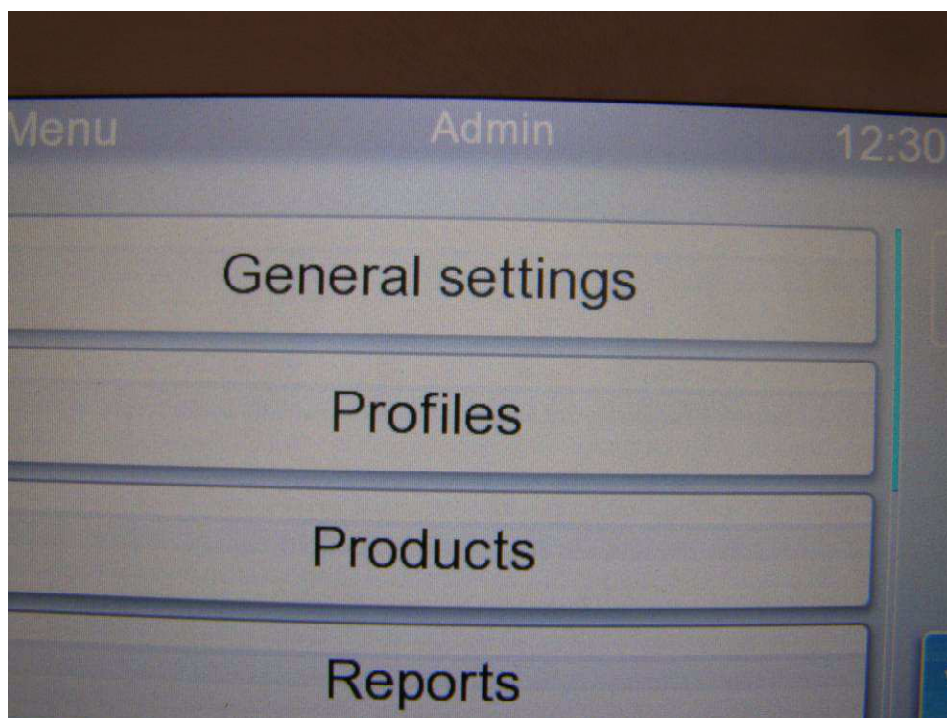 Menu Admin 12:30
General settings
Profiles
Products
Reports